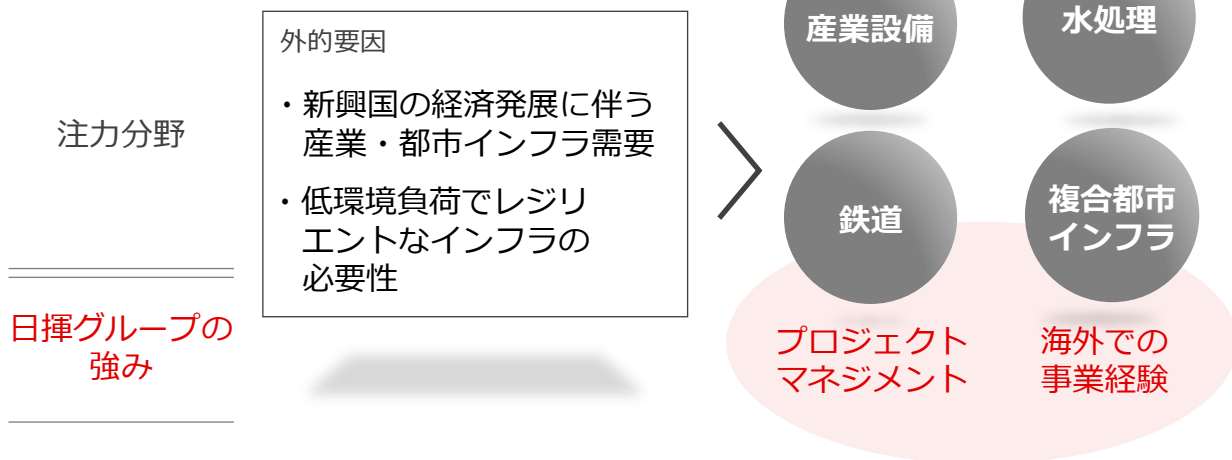 注力分野
外的要因
・新興国の経済発展に伴う
産業・都市インフラ需要
・低環境負荷でレジリ
エントなインフラの
必要性
産業設備
水処理
鉄道
複合都市
インフラ
日揮グループの
強み
プロジェクト
マネジメント
海外での
事業経験